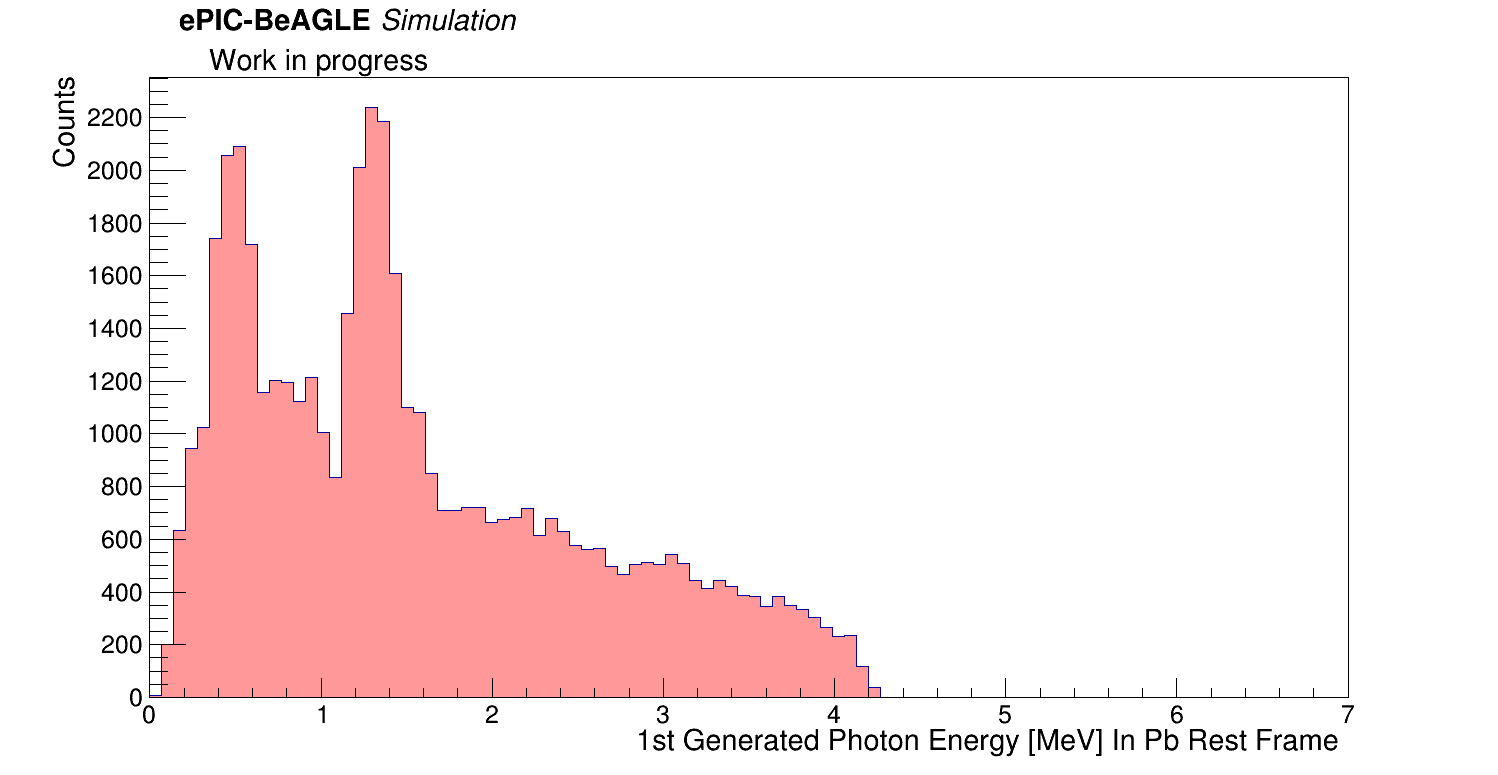 ePIC-BeAGLE Simulation
Work in progress
Counts
2200
2000
1800
1600
1400
1200
1000
800
600
400
200
0
0 1 2 3 4 5 6 7
1st Generated Photon Energy [MeV] In Pb Rest Frame